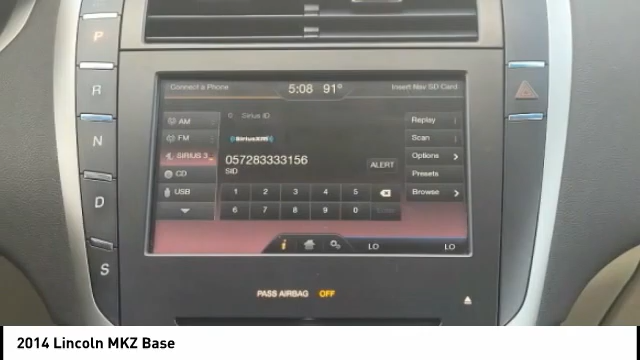 P
R
N
D
S
Connect a Phone
5:08 91°
Insert Nav SD Card
0 Sirius ID
AM
FM
SIRIUS 3
CD
USB
SiriusXM
057283333156
SID
ALERT
1 2 3 4 5
6 7 8 9 0
Replay
Scan
Options >
Presets
Browse >
i
LO
LO
PASS AIRBAG OFF
2014 Lincoln MKZ Base